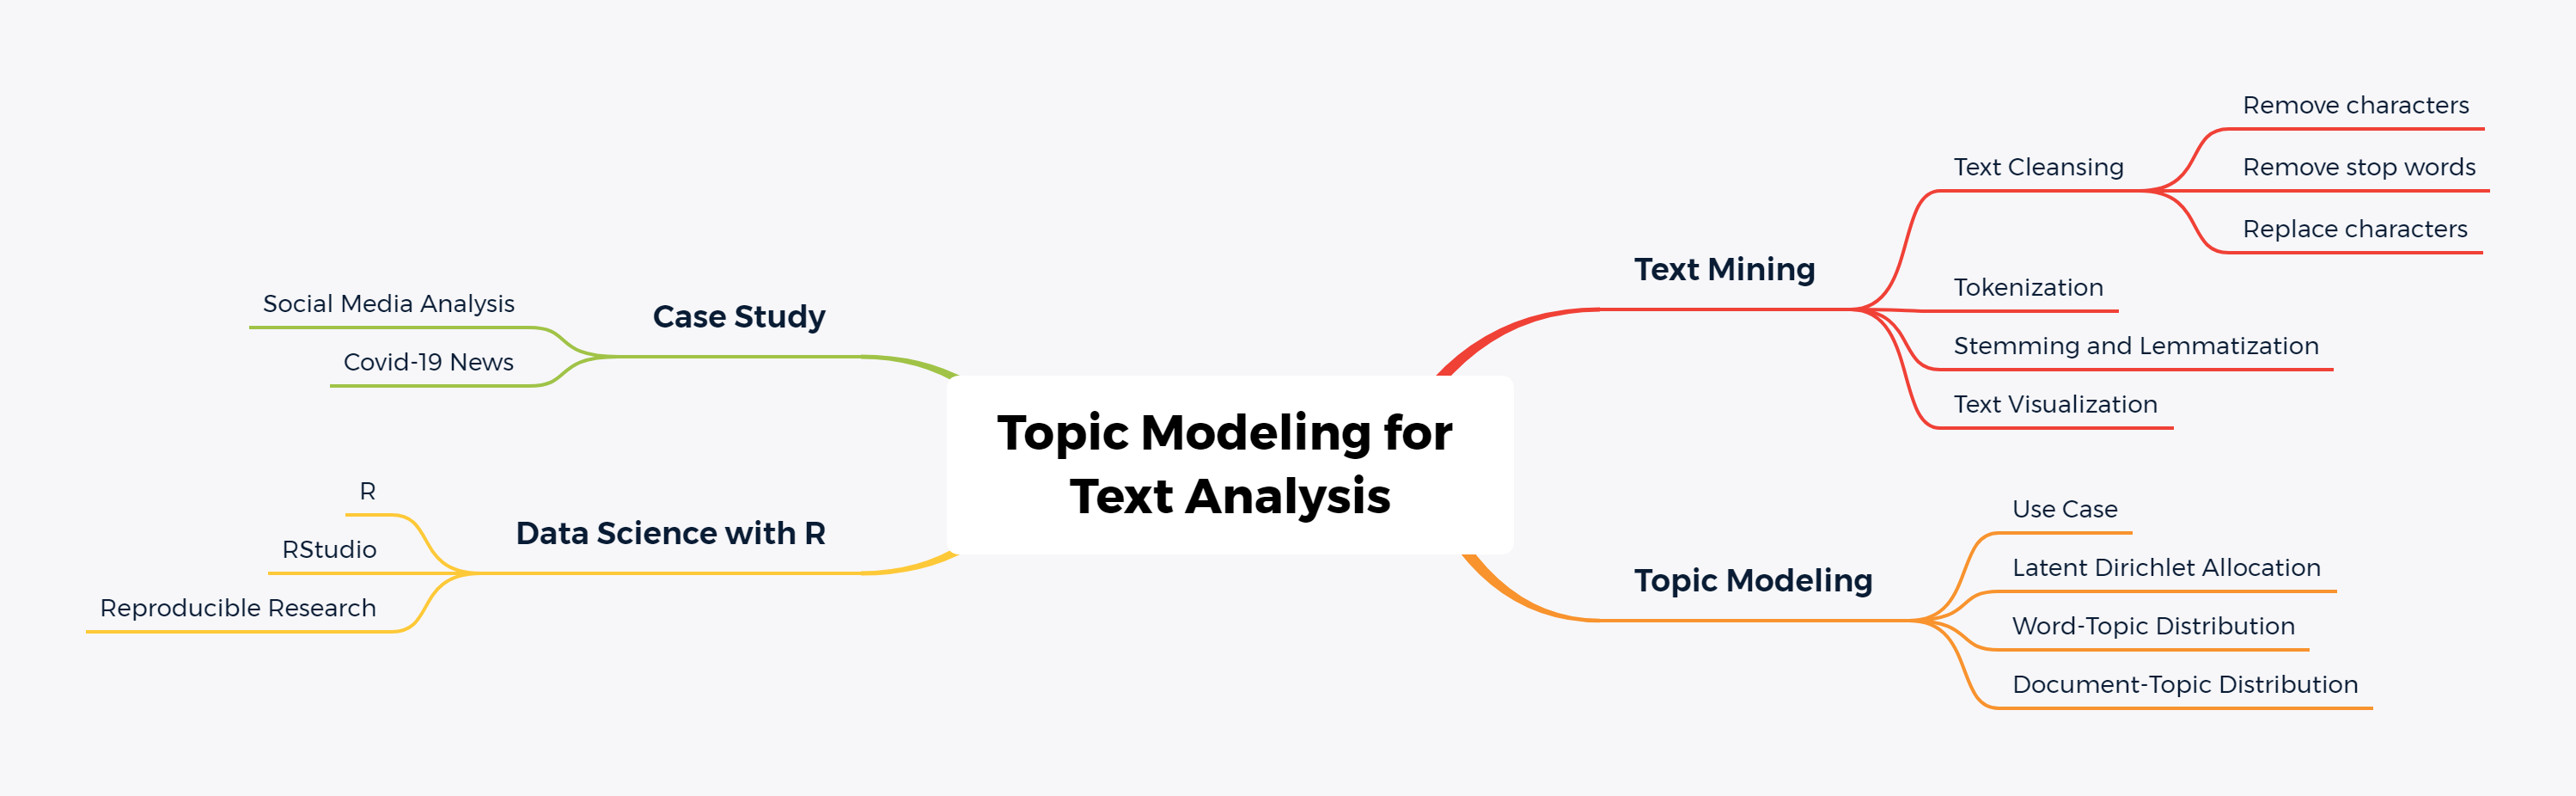 Topic Modeling for
Text Analysis
Text Mining
Text Cleansing
Remove characters
Remove stop words
Replace characters
Tokenization
Stemming and Lemmatization
Text Visualization
Topic Modeling
Use Case
Latent Dirichlet Allocation
Word-Topic Distribution
Document-Topic Distribution
Case Study
Social Media Analysis
Covid-19 News
Data Science with R
R
RStudio
Reproducible Research